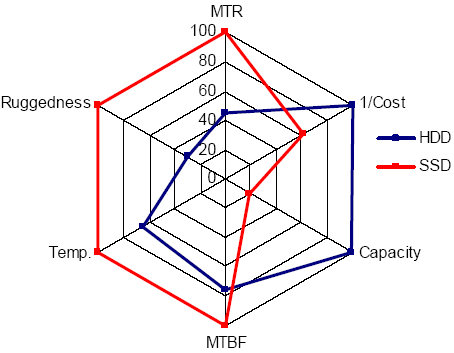 MTR
100
80
60
40
20
0
Ruggedness
1/Cost
HDD
SSD
Temp.
Capacity
MTBF